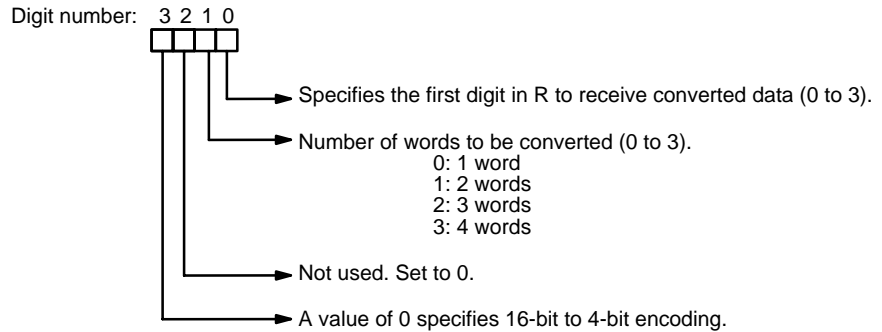 Digit number: 3 2 1 0
Specifies the first digit in R to receive converted data (0 to 3).
Number of words to be converted (0 to 3).
0: 1 word
1: 2 words
2: 3 words
3: 4 words
Not used. Set to 0.
A value of 0 specifies 16-bit to 4-bit encoding.